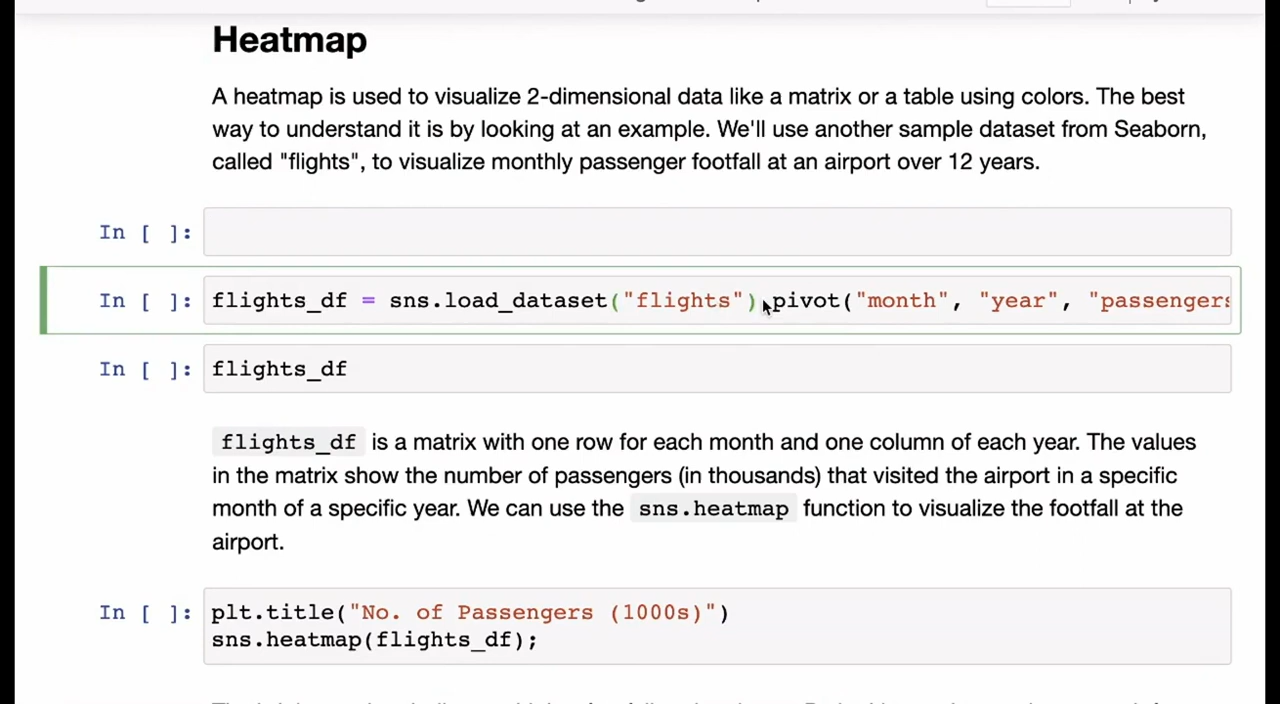 Heatmap
A heatmap is used to visualize 2-dimensional data like a matrix or a table using colors. The best
way to understand it is by looking at an example. We'll use another sample dataset from Seaborn,
called "flights", to visualize monthly passenger footfall at an airport over 12 years.
In [ ]:
In [ ]: flights_df = sns.load_dataset("flights").pivot("month", "year", "passengers
In [ ]: flights_df
flights_df is a matrix with one row for each month and one column of each year. The values
in the matrix show the number of passengers (in thousands) that visited the airport in a specific
month of a specific year. We can use the sns.heatmap function to visualize the footfall at the
airport.
In [ ]: plt.title("No. of Passengers (1000s)")
sns.heatmap(flights_df);